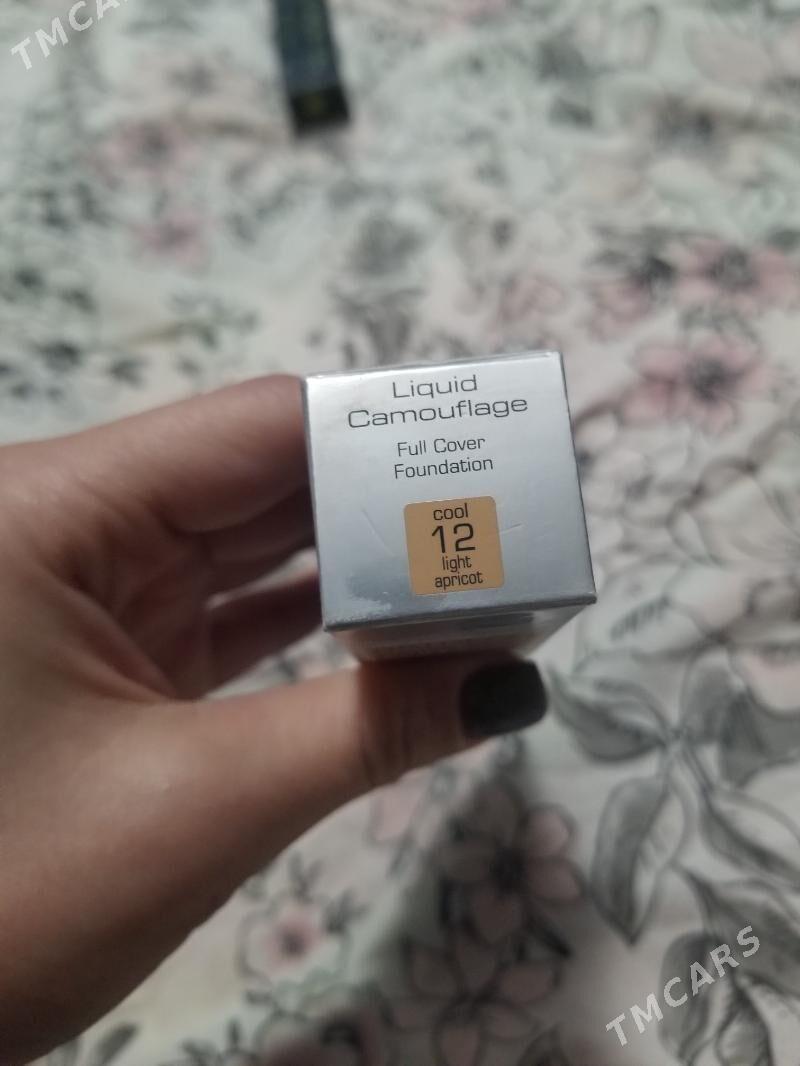 TMCARS
Liquid
Camouflage
Full Cover
Foundation
cool
12
light
apricot
TMCARS